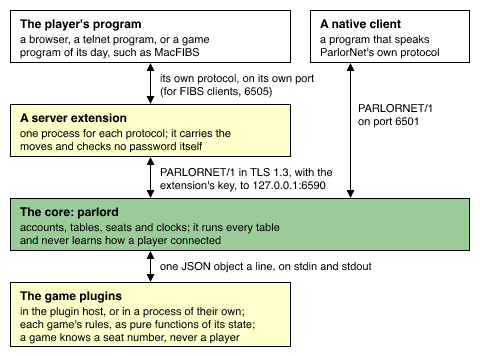 The player's program
a browser, a telnet program, or a game
program of its day, such as MacFIBS
A native client
a program that speaks
ParlorNet's own protocol
its own protocol, on its own port
(for FIBS clients, 6505)
PARLORNET/1
on port 6501
A server extension
one process for each protocol; it carries the
moves and checks no password itself
PARLORNET/1 in TLS 1.3, with the
extension's key, to 127.0.0.1:6590
The core: parlord
accounts, tables, seats and clocks; it runs every table
and never learns how a player connected
one JSON object a line, on stdin and stdout
The game plugins
in the plugin host, or in a process of their own;
each game's rules, as pure functions of its state;
a game knows a seat number, never a player